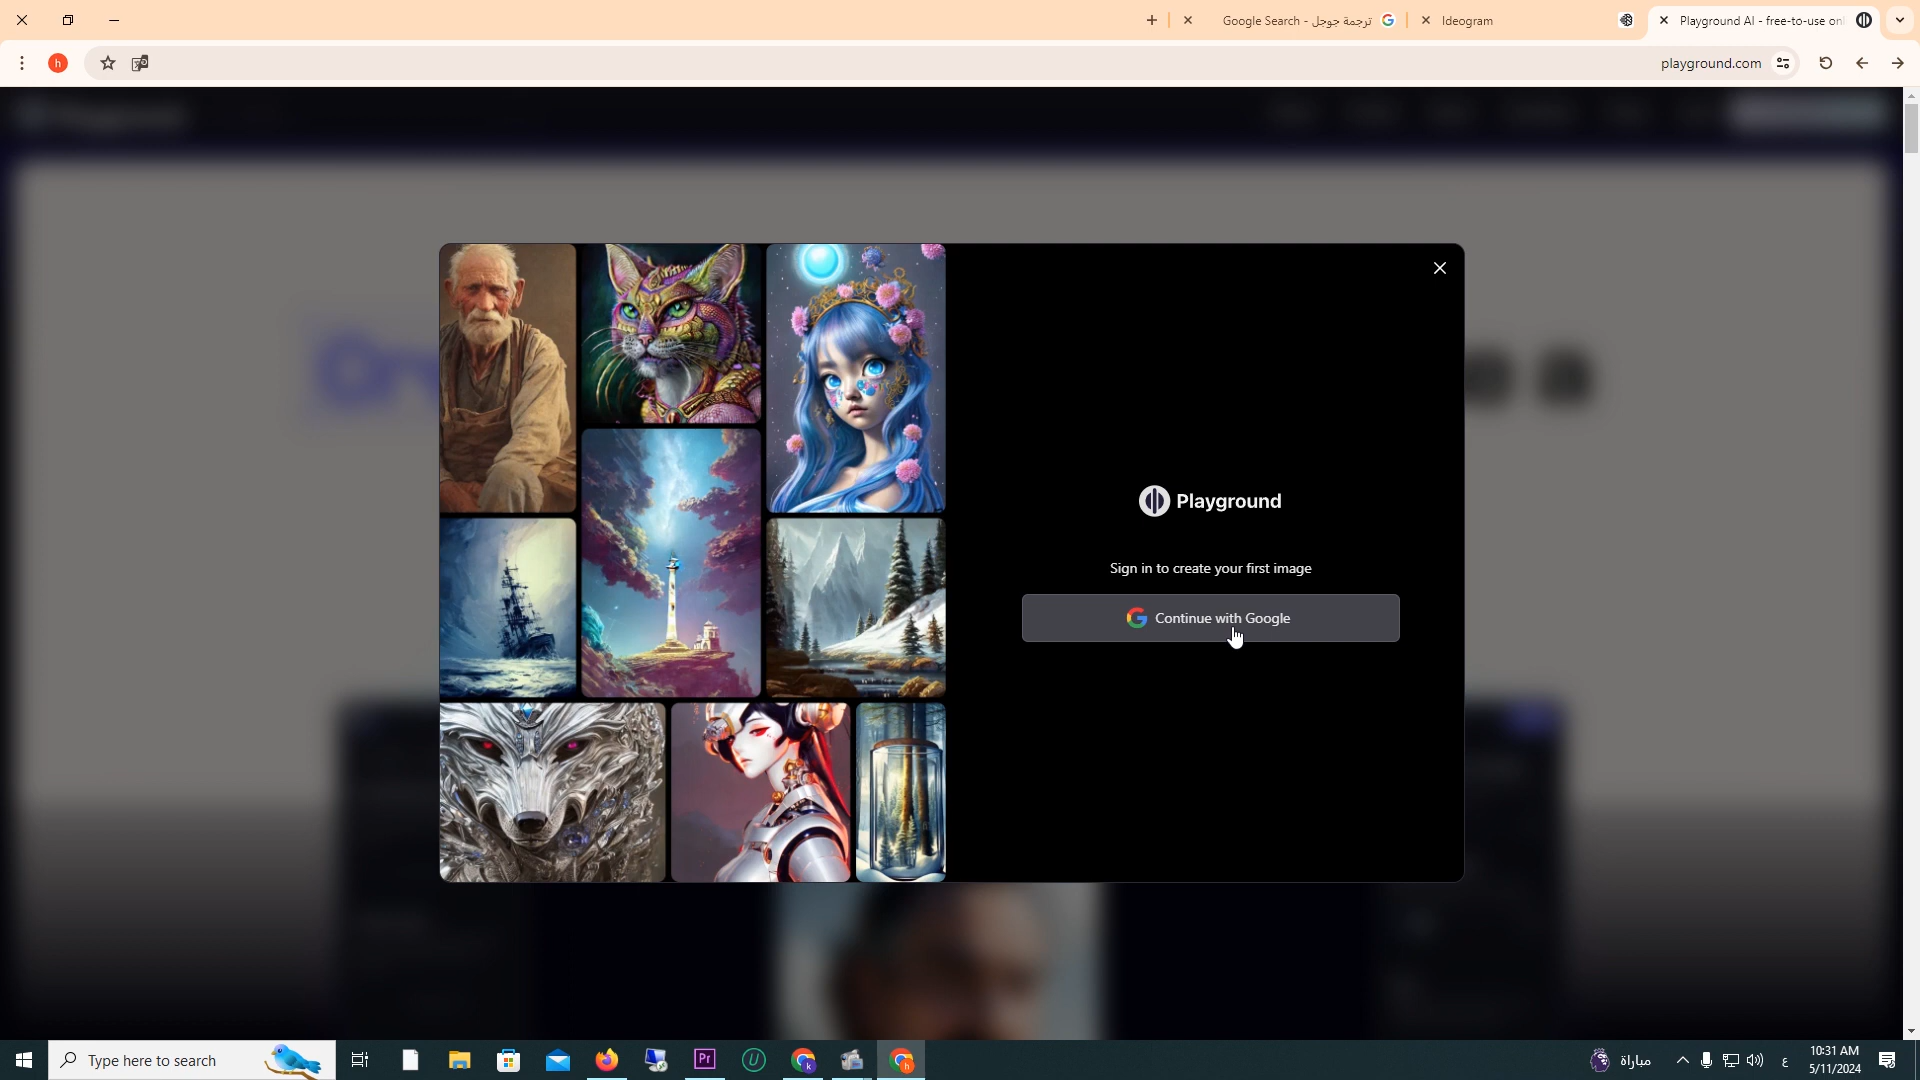 ترجمة جوجل - Google Search
Ideogram
Playground AI - free-to-use onl
h
playground.com
Playground
Sign in to create your first image
Continue with Google
Type here to search
Pr
U
k
h
مباراة
ع
10:31 AM
5/11/2024